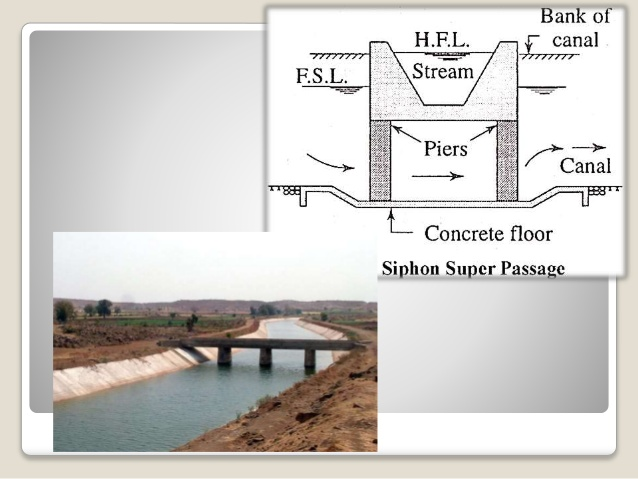 Bank of
canal
H.F.L.
F.S.L.
Stream
Piers
Canal
Concrete floor
Siphon Super Passage